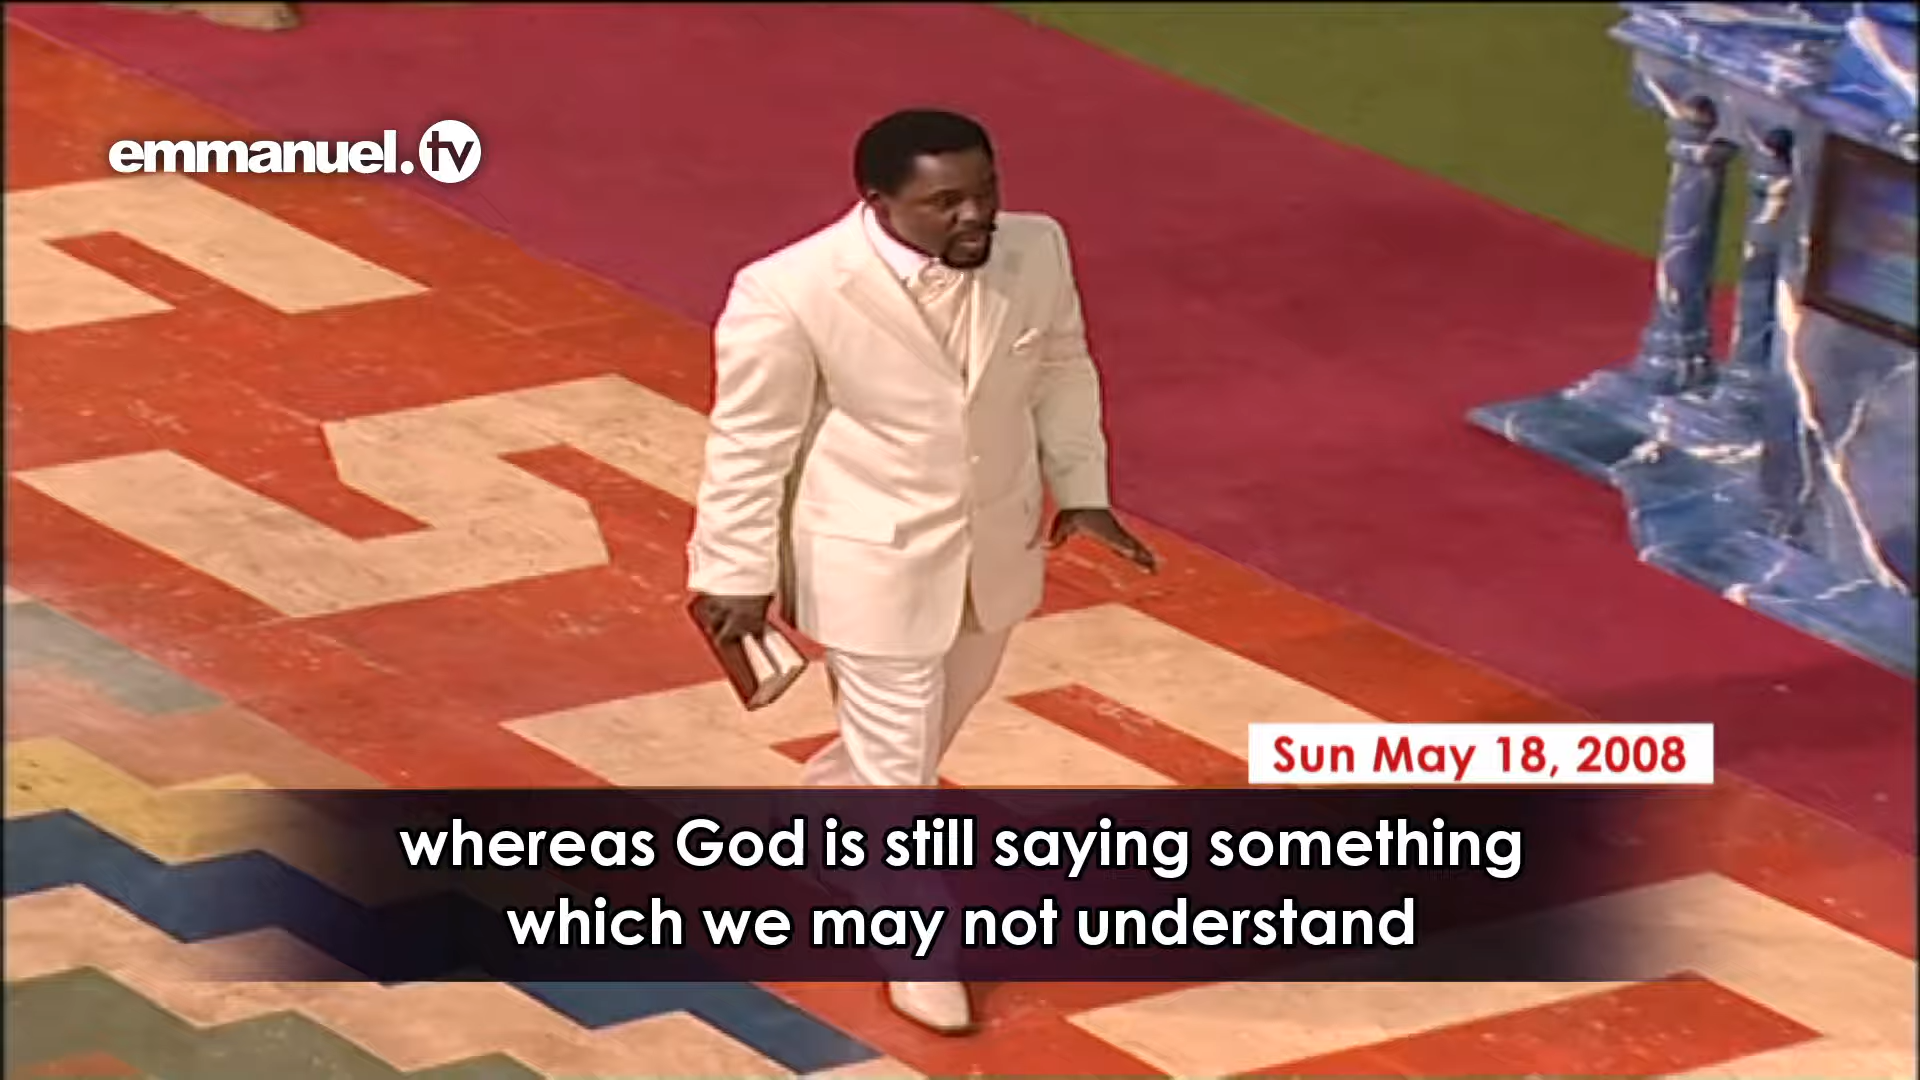 emmanuel.tv
Sun May 18, 2008
whereas God is still saying something
which we may not understand